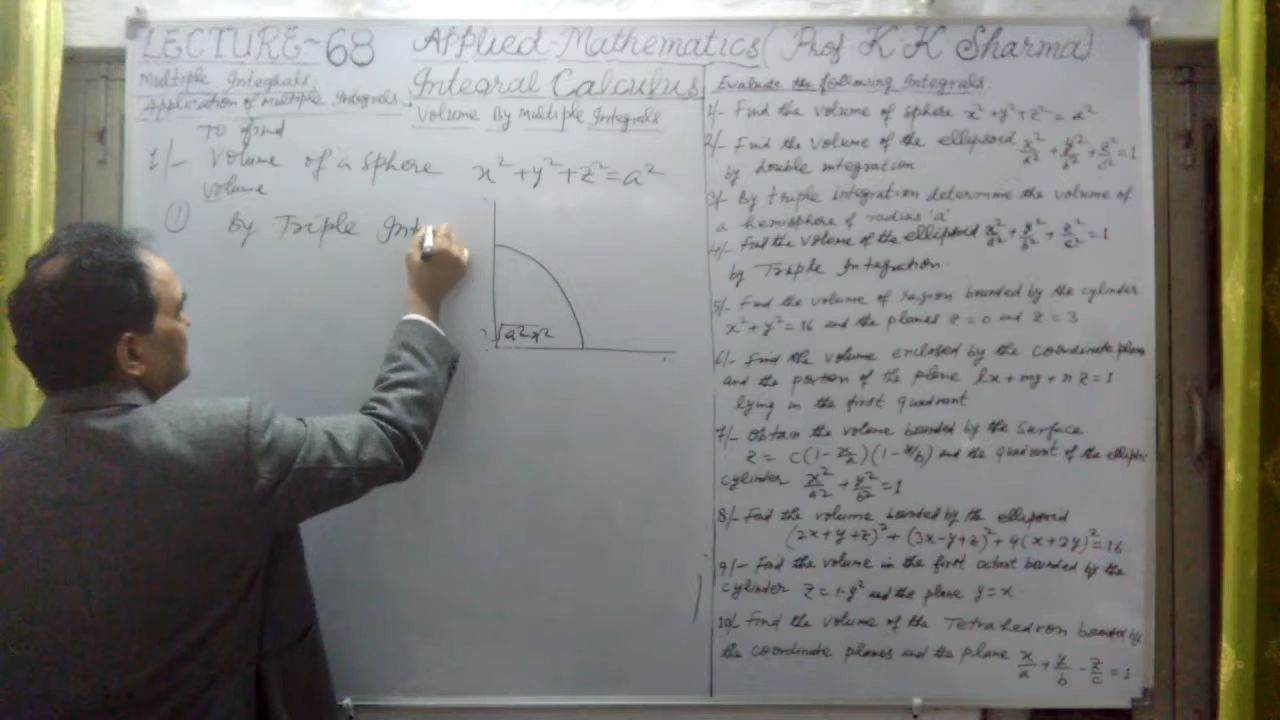 LECTURE-68 Applied-Mathematics (Prof K K Sharma)
Multiple Integrals
Application of Multiple Integrals
To find
Integral Calculus
Volume By Multiple Integrals
1/- Volume of a sphere x²+y²+z²=a²
Volume
① By Triple Int
√a²-x²
Evaluate the following Integrals
1/- Find the volume of sphere x²+y²+z²=a²
2/- Find the volume of the ellipsoid x²/a²+y²/b²+z²/c²=1
by double integration
3/- By triple integration determine the volume of
a hemisphere of radius 'a'
4/- Find the volume of the ellipsoid x²/a²+y²/b²+z²/c²=1
by Triple Integration.
5/- Find the volume of region bounded by the cylinder
x²+y²=16 and the planes z=0 and z=3
6/- Find the volume enclosed by the coordinate plane
and the portion of the plane lx+my+nz=1
lying in the first quadrant
7/- Obtain the volume bounded by the surface
z = c(1-x/a)(1-y/b) and the quadrant of the elliptic
cylinder x²/a²+y²/b²=1
8/- Find the volume bounded by the ellipsoid
(2x+y+z)²+(3x-y+z)²+4(x+2y)²=16
9/- Find the volume in the first octant bounded by the
cylinder z=1-y² and the plane y=x.
10/- Find the volume of the Tetrahedron bounded by
the coordinate planes and the plane x/a+y/b-z/c=1